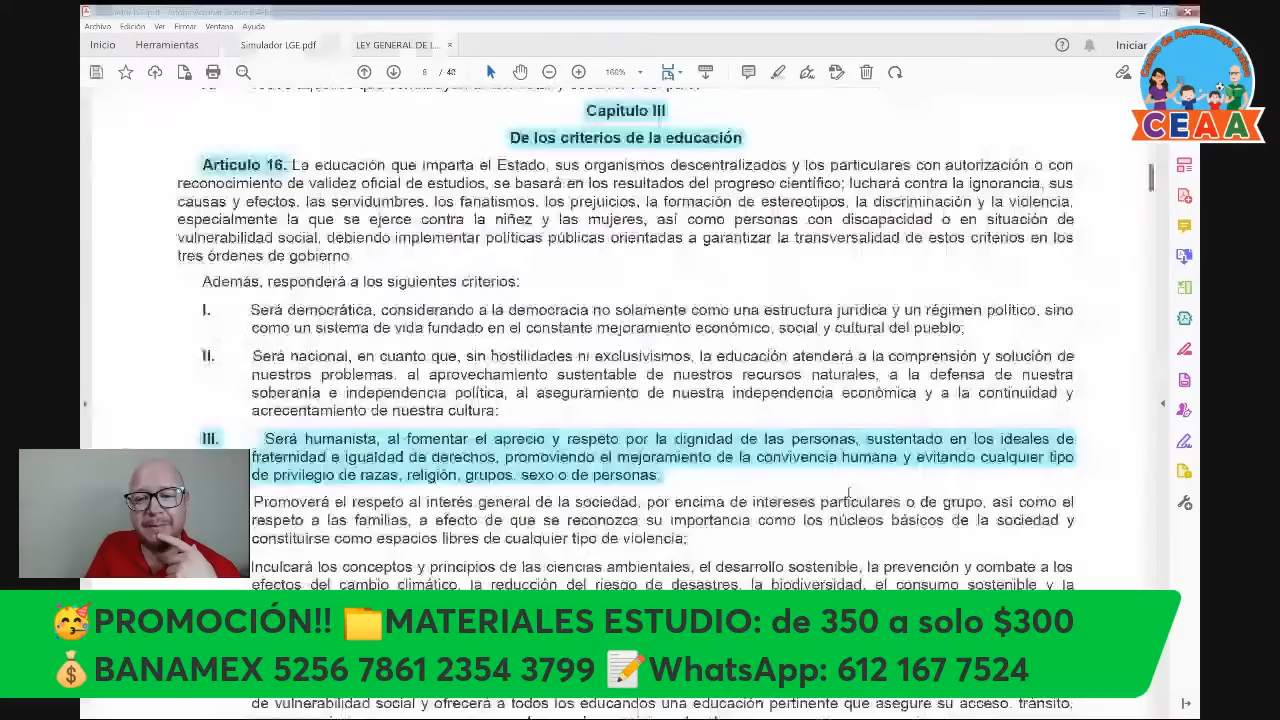 Archivo Edición Ver Firmar Ventana Ayuda
Inicio Herramientas Simulador LGE.pdf LEY GENERAL DE L... × Iniciar
8 / 40 168%
Centro de Aprendizaje Activo
CEAA
Capitulo III
De los criterios de la educación
Articulo 16. La educación que imparta el Estado, sus organismos descentralizados y los particulares con autorización o con
reconocimiento de validez oficial de estudios, se basará en los resultados del progreso científico; luchará contra la ignorancia, sus
causas y efectos, las servidumbres, los fanatismos, los prejuicios, la formación de estereotipos, la discriminación y la violencia,
especialmente la que se ejerce contra la niñez y las mujeres, así como personas con discapacidad o en situación de
vulnerabilidad social, debiendo implementar políticas públicas orientadas a garantizar la transversalidad de estos criterios en los
tres órdenes de gobierno
Además, responderá a los siguientes criterios:
I. Será democrática, considerando a la democracia no solamente como una estructura jurídica y un régimen político, sino
como un sistema de vida fundado en el constante mejoramiento económico, social y cultural del pueblo;
II. Será nacional, en cuanto que, sin hostilidades ni exclusivismos, la educación atenderá a la comprensión y solución de
nuestros problemas, al aprovechamiento sustentable de nuestros recursos naturales, a la defensa de nuestra
soberanía e independencia política, al aseguramiento de nuestra independencia económica y a la continuidad y
acrecentamiento de nuestra cultura;
III. Será humanista, al fomentar el aprecio y respeto por la dignidad de las personas, sustentado en los ideales de
fraternidad e igualdad de derechos, promoviendo el mejoramiento de la convivencia humana y evitando cualquier tipo
de privilegio de razas, religión, grupos, sexo o de personas;
Promoverá el respeto al interés general de la sociedad, por encima de intereses particulares o de grupo, así como el
respeto a las familias, a efecto de que se reconozca su importancia como los núcleos básicos de la sociedad y
constituirse como espacios libres de cualquier tipo de violencia;
Inculcará los conceptos y principios de las ciencias ambientales, el desarrollo sostenible, la prevención y combate a los
efectos del cambio climático, la reducción del riesgo de desastres, la biodiversidad, el consumo sostenible y la
🥳PROMOCIÓN!! 🗂️MATERIALES ESTUDIO: de 350 a solo $300
💰BANAMEX 5256 7861 2354 3799 📝WhatsApp: 612 167 7524
de vulnerabilidad social y ofrecerá a todos los educandos una educación pertinente que asegure su acceso, tránsito,